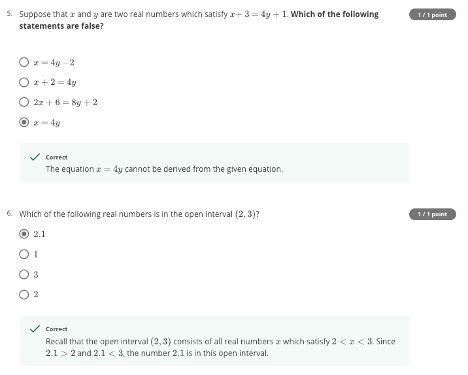 5. Suppose that x and y are two real numbers which satisfy x+ 3 = 4y + 1. Which of the following
statements are false?
1 / 1 point
x = 4y −2
x + 2 = 4y
2x + 6 = 8y + 2
x = 4y
Correct
The equation x = 4y cannot be derived from the given equation.
6. Which of the following real numbers is in the open interval (2, 3)?
1 / 1 point
2.1
1
3
2
Correct
Recall that the open interval (2, 3) consists of all real numbers x which satisfy 2 < x < 3. Since
2.1 > 2 and 2.1 < 3, the number 2.1 is in this open interval.